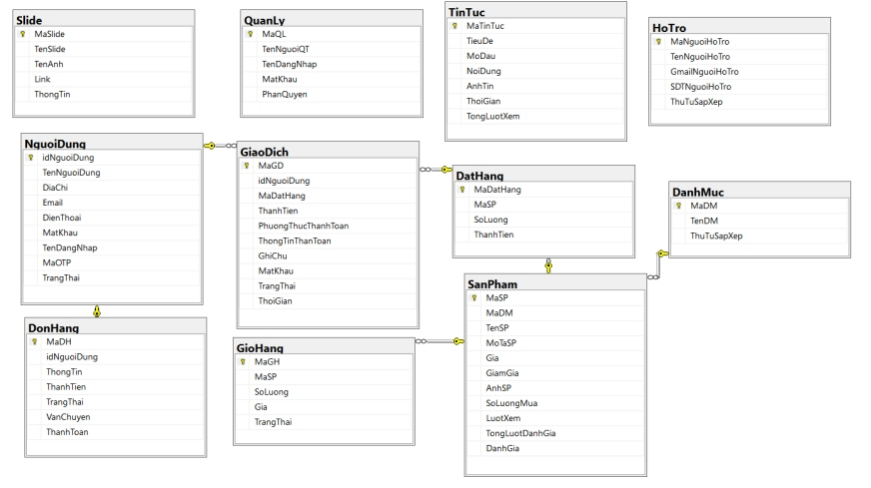 Slide
MaSlide
TenSlide
TenAnh
Link
ThongTin
QuanLy
MaQL
TenNguoiQT
TenDangNhap
MatKhau
PhanQuyen
TinTuc
MaTinTuc
TieuDe
MoDau
NoiDung
AnhTin
ThoiGian
TongLuotXem
HoTro
MaNguoiHoTro
TenNguoiHoTro
GmailNguoiHoTro
SDTNguoiHoTro
ThuTuSapXep
NguoiDung
idNguoiDung
TenNguoiDung
DiaChi
Email
DienThoai
MatKhau
TenDangNhap
MaOTP
TrangThai
GiaoDich
MaGD
idNguoiDung
MaDatHang
ThanhTien
PhuongThucThanhToan
ThongTinThanToan
GhiChu
MatKhau
TrangThai
ThoiGian
DatHang
MaDatHang
MaSP
SoLuong
ThanhTien
DanhMuc
MaDM
TenDM
ThuTuSapXep
DonHang
MaDH
idNguoiDung
ThongTin
ThanhTien
TrangThai
VanChuyen
ThanhToan
GioHang
MaGH
MaSP
SoLuong
Gia
TrangThai
SanPham
MaSP
MaDM
TenSP
MoTaSP
Gia
GiamGia
AnhSP
SoLuongMua
LuotXem
TongLuotDanhGia
DanhGia